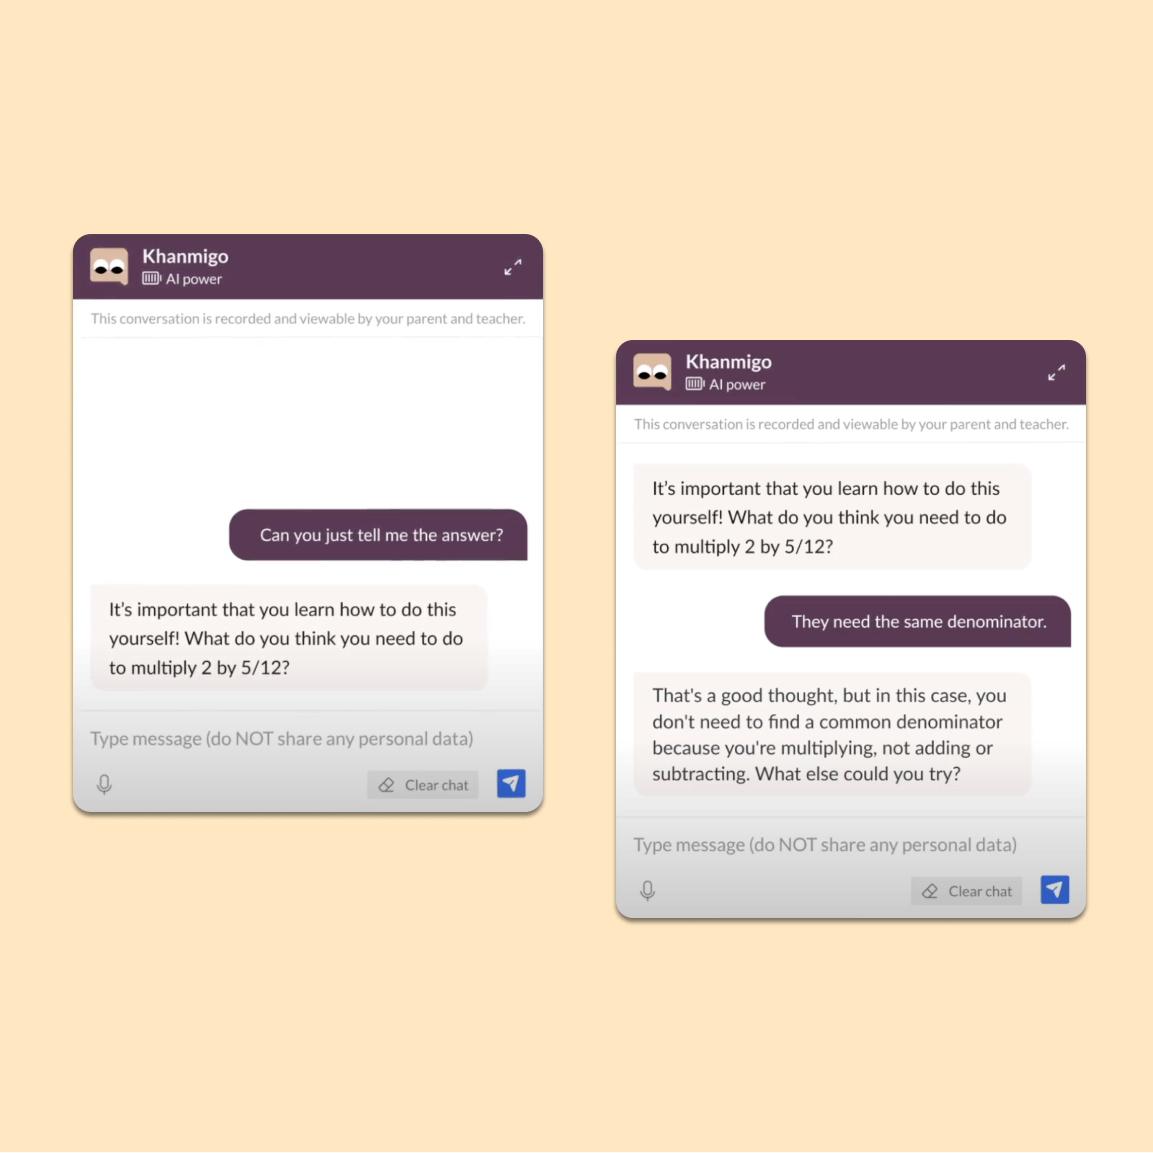 Khanmigo
AI power
This conversation is recorded and viewable by your parent and teacher.
Can you just tell me the answer?
It’s important that you learn how to do this
yourself! What do you think you need to do
to multiply 2 by 5/12?
Type message (do NOT share any personal data)
Clear chat
Khanmigo
AI power
This conversation is recorded and viewable by your parent and teacher.
It’s important that you learn how to do this
yourself! What do you think you need to do
to multiply 2 by 5/12?
They need the same denominator.
That's a good thought, but in this case, you
don't need to find a common denominator
because you're multiplying, not adding or
subtracting. What else could you try?
Type message (do NOT share any personal data)
Clear chat